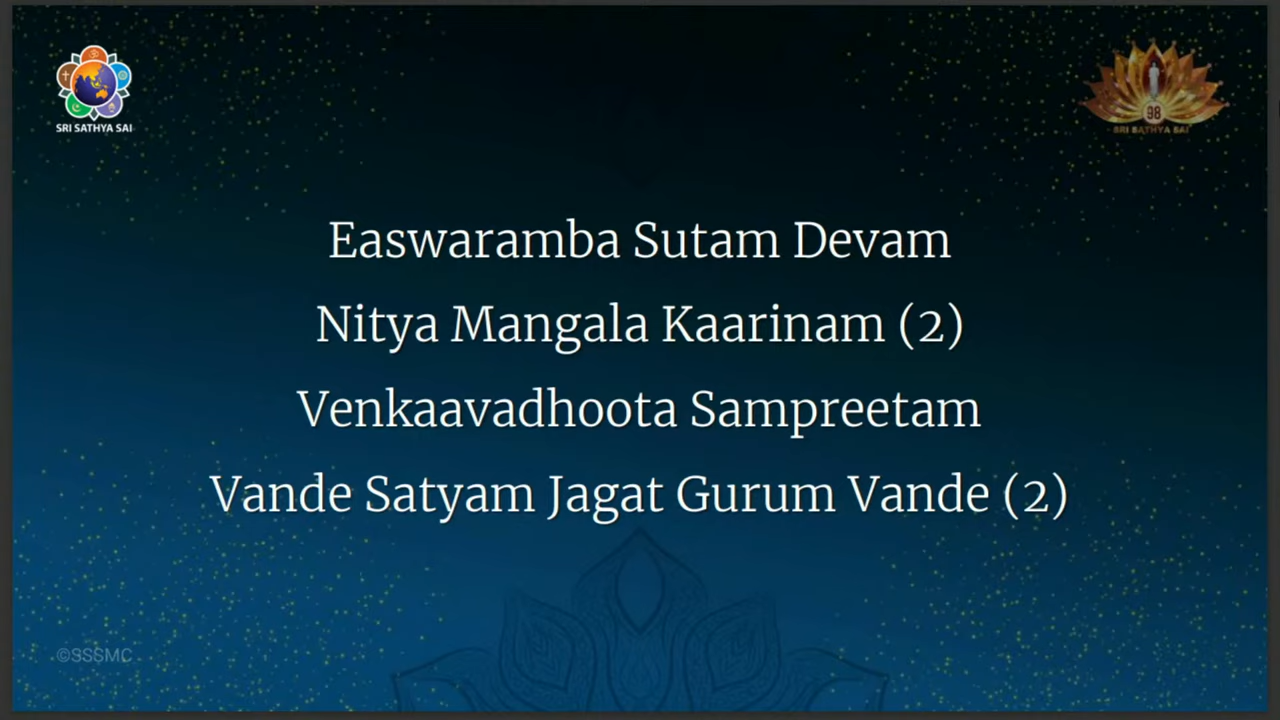 SRI SATHYA SAI
98
SRI SATHYA SAI
Easwaramba Sutam Devam
Nitya Mangala Kaarinam (2)
Venkaavadhoota Sampreetam
Vande Satyam Jagat Gurum Vande (2)
©SSSMC